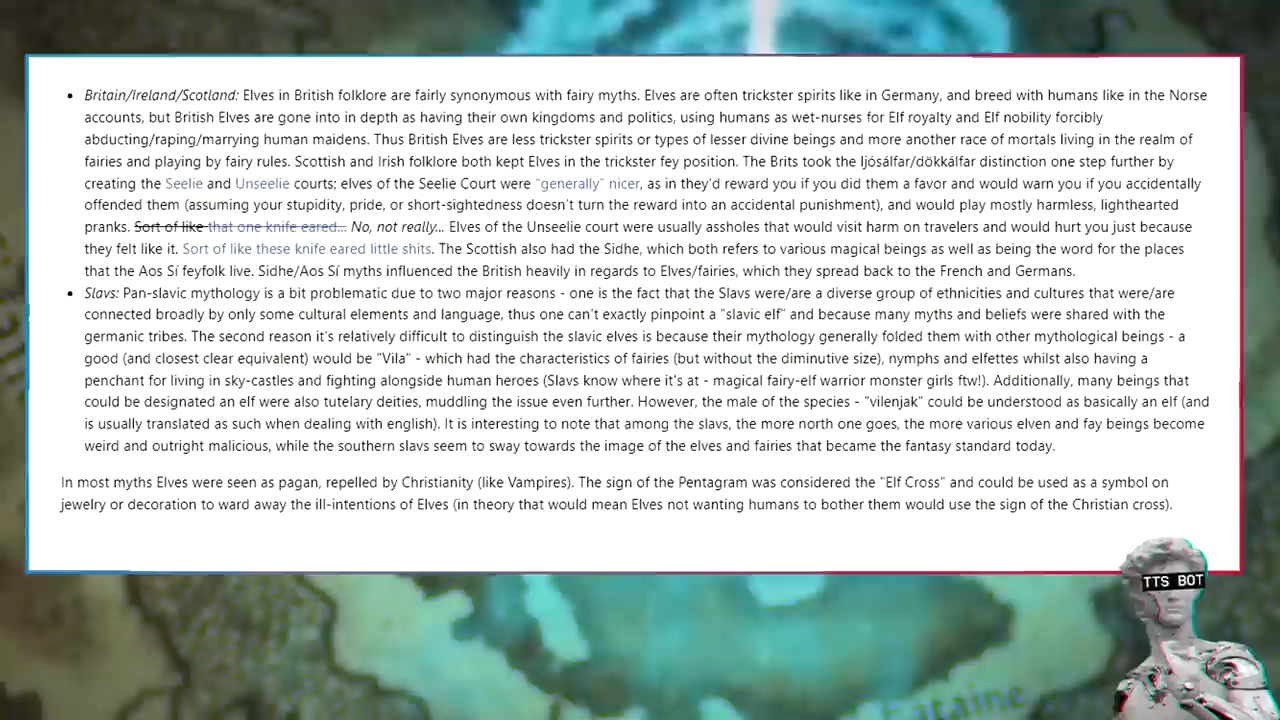 • Britain/Ireland/Scotland: Elves in British folklore are fairly synonymous with fairy myths. Elves are often trickster spirits like in Germany, and breed with humans like in the Norse
accounts, but British Elves are gone into in depth as having their own kingdoms and politics, using humans as wet-nurses for Elf royalty and Elf nobility forcibly
abducting/raping/marrying human maidens. Thus British Elves are less trickster spirits or types of lesser divine beings and more another race of mortals living in the realm of
fairies and playing by fairy rules. Scottish and Irish folklore both kept Elves in the trickster fey position. The Brits took the ljósálfar/dökkálfar distinction one step further by
creating the Seelie and Unseelie courts; elves of the Seelie Court were "generally" nicer, as in they'd reward you if you did them a favor and would warn you if you accidentally
offended them (assuming your stupidity, pride, or short-sightedness doesn't turn the reward into an accidental punishment), and would play mostly harmless, lighthearted
pranks. Sort of like that one knife eared... No, not really... Elves of the Unseelie court were usually assholes that would visit harm on travelers and would hurt you just because
they felt like it. Sort of like these knife eared little shits. The Scottish also had the Sidhe, which both refers to various magical beings as well as being the word for the places
that the Aos Sí feyfolk live. Sidhe/Aos Sí myths influenced the British heavily in regards to Elves/fairies, which they spread back to the French and Germans.
• Slavs: Pan-slavic mythology is a bit problematic due to two major reasons - one is the fact that the Slavs were/are a diverse group of ethnicities and cultures that were/are
connected broadly by only some cultural elements and language, thus one can't exactly pinpoint a "slavic elf" and because many myths and beliefs were shared with the
germanic tribes. The second reason it's relatively difficult to distinguish the slavic elves is because their mythology generally folded them with other mythological beings - a
good (and closest clear equivalent) would be "Vila" - which had the characteristics of fairies (but without the diminutive size), nymphs and elfettes whilst also having a
penchant for living in sky-castles and fighting alongside human heroes (Slavs know where it's at - magical fairy-elf warrior monster girls ftw!). Additionally, many beings that
could be designated an elf were also tutelary deities, muddling the issue even further. However, the male of the species - "vilenjak" could be understood as basically an elf (and
is usually translated as such when dealing with english). It is interesting to note that among the slavs, the more north one goes, the more various elven and fay beings become
weird and outright malicious, while the southern slavs seem to sway towards the image of the elves and fairies that became the fantasy standard today.
In most myths Elves were seen as pagan, repelled by Christianity (like Vampires). The sign of the Pentagram was considered the "Elf Cross" and could be used as a symbol on
jewelry or decoration to ward away the ill-intentions of Elves (in theory that would mean Elves not wanting humans to bother them would use the sign of the Christian cross).
TTS BOT